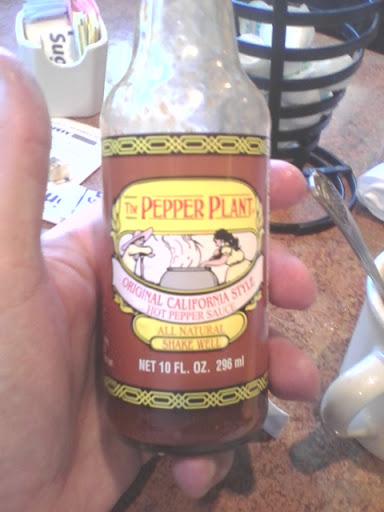 Sug
THE PEPPER PLANT
ORIGINAL CALIFORNIA STYLE
HOT PEPPER SAUCE
ALL NATURAL
SHAKE WELL
NET 10 FL. OZ. 296 ml